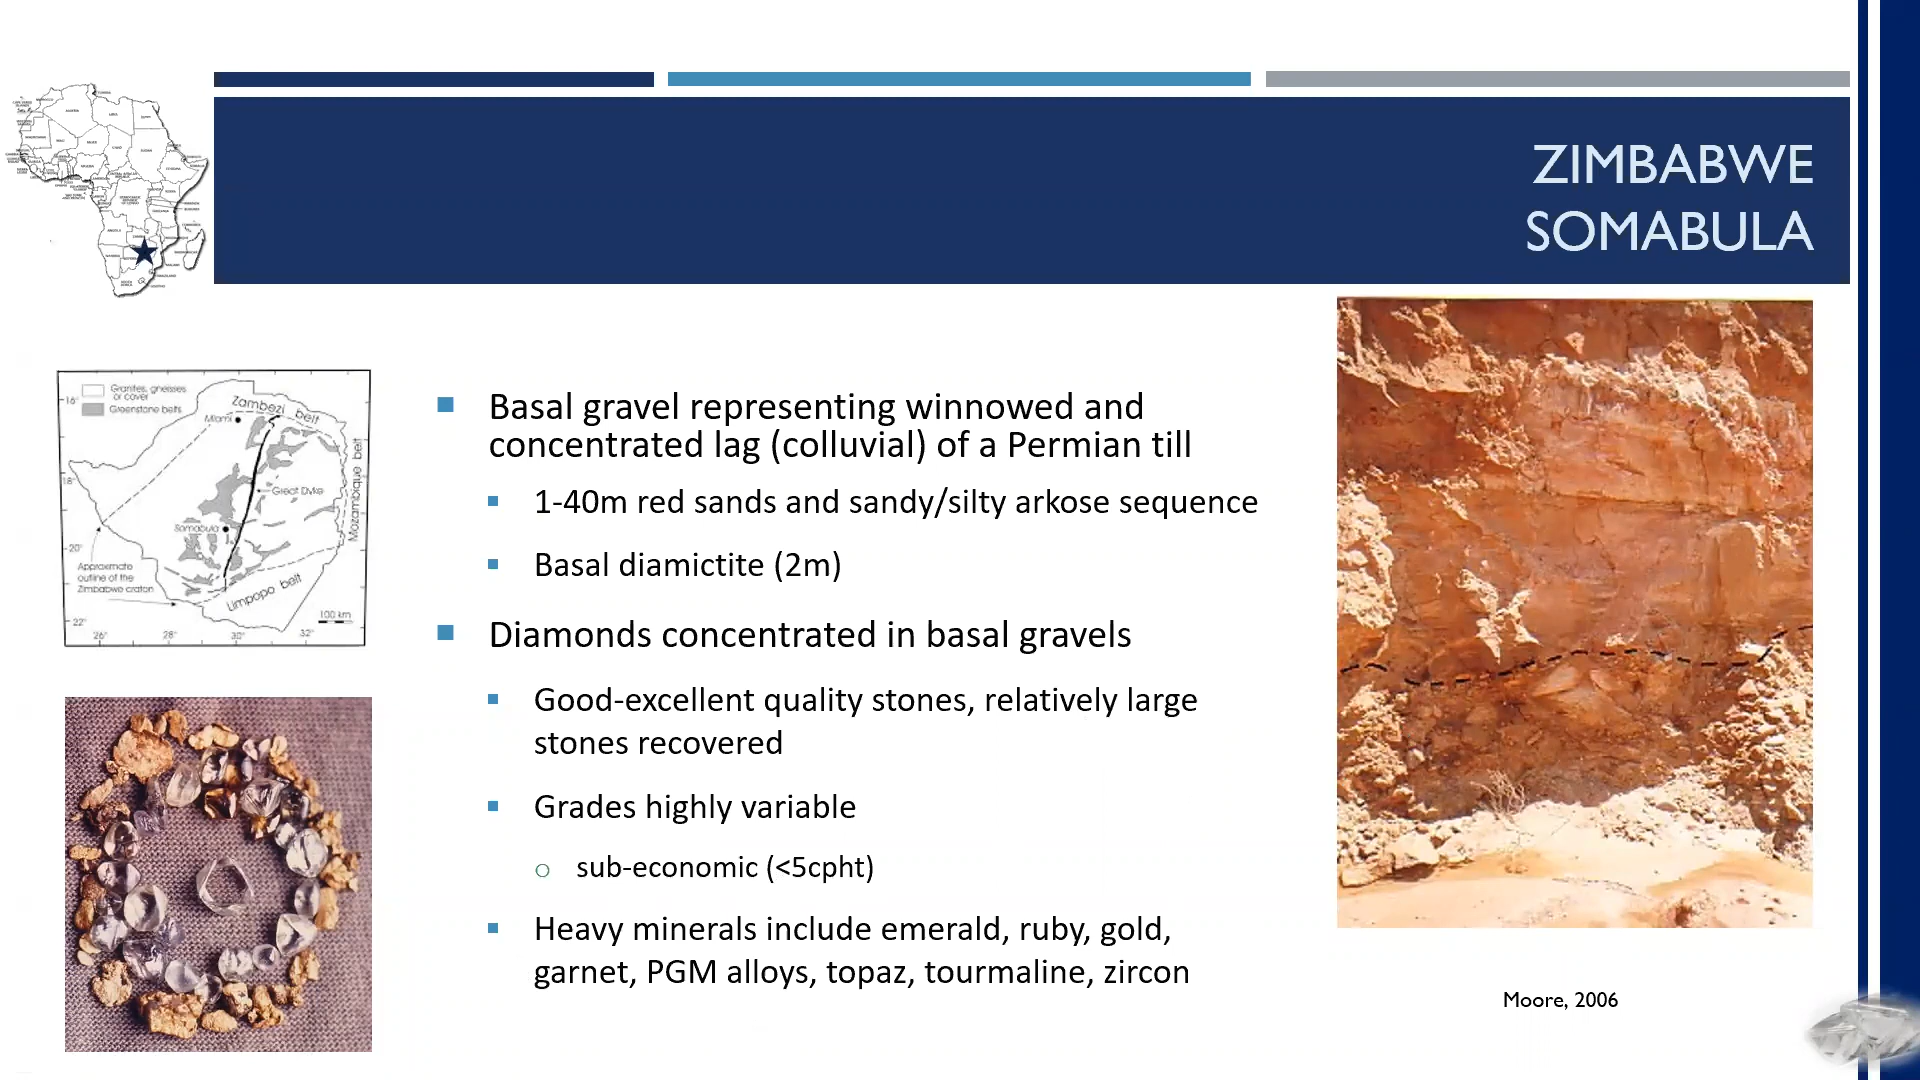 ZIMBABWE
SOMABULA
Granites, gneisses
or cover
Greenstone belts
16°
18°
20°
22°
26°
28°
30°
32°
Miami
Zambezi belt
Mozambique belt
Great Dyke
Somabula
Approximate
outline of the
Zimbabwe craton
Limpopo belt
100 km
Basal gravel representing winnowed and
concentrated lag (colluvial) of a Permian till
1-40m red sands and sandy/silty arkose sequence
Basal diamictite (2m)
Diamonds concentrated in basal gravels
Good-excellent quality stones, relatively large
stones recovered
Grades highly variable
sub-economic (<5cpht)
Heavy minerals include emerald, ruby, gold,
garnet, PGM alloys, topaz, tourmaline, zircon
Moore, 2006